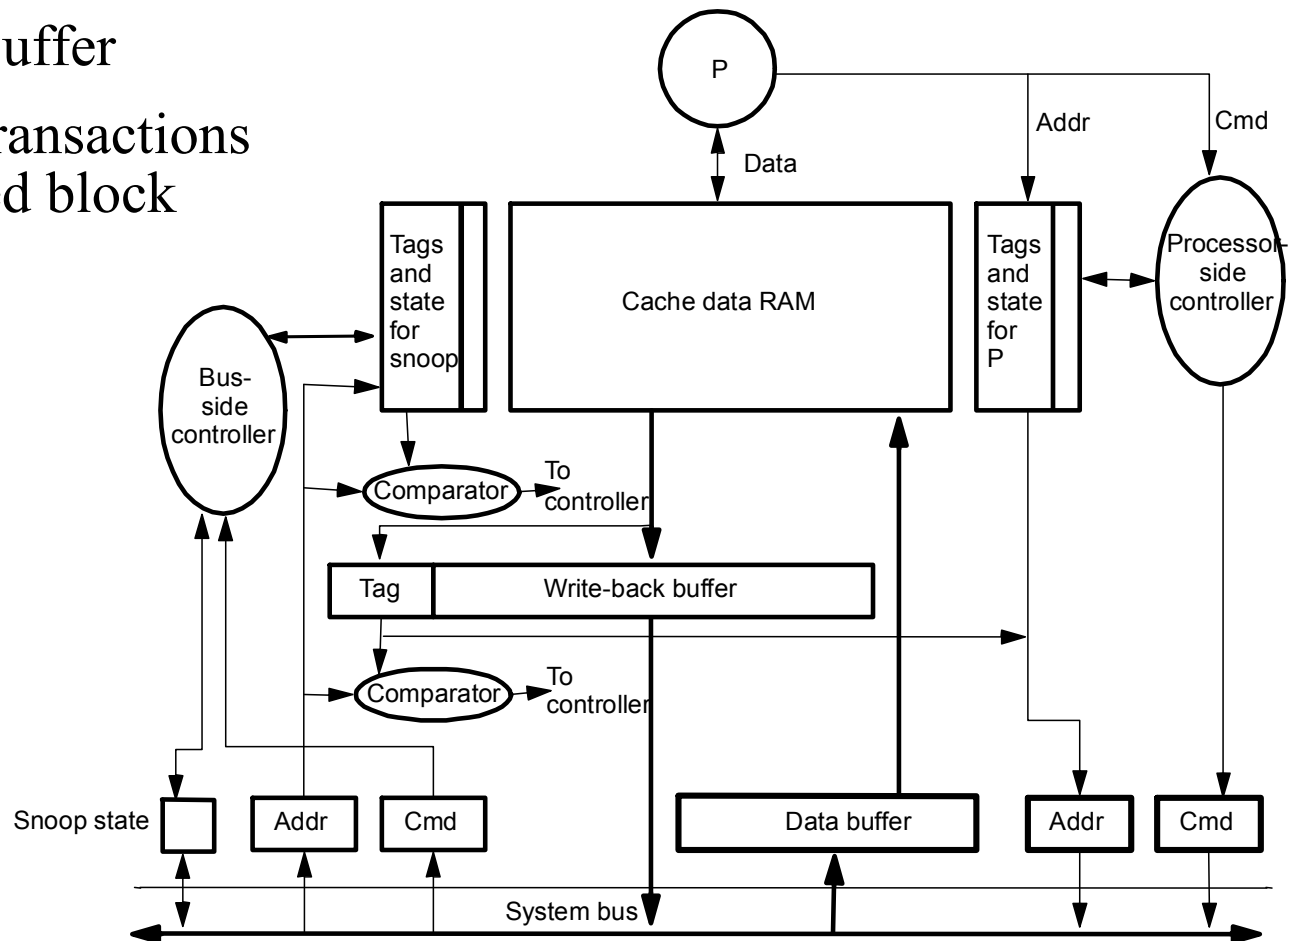 uffer
ransactions
ed block
P
Addr
Cmd
Data
Tags
and
state
for
snoop
Cache data RAM
Tags
and
state
for
P
Processor-
side
controller
Bus-
side
controller
Comparator
To
controller
Tag
Write-back buffer
Comparator
To
controller
Snoop state
Addr
Cmd
Data buffer
Addr
Cmd
System bus